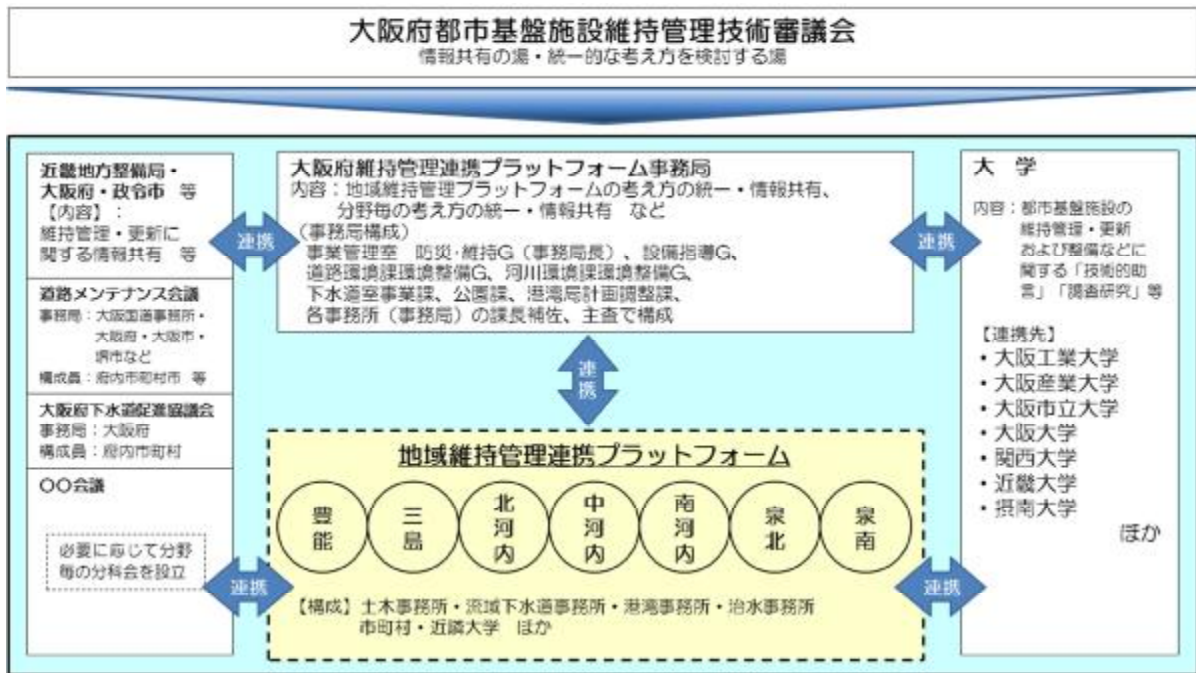 大阪府都市基盤施設維持管理技術審議会
情報共有の場・統一的な考え方を検討する場
近畿地方整備局・
大阪府・政令市 等
【内容】：
維持管理・更新に
関する情報共有 等
道路メンテナンス会議
事務局：大阪国道事務所・
大阪府・大阪市・
堺市など
構成員：府内市町村市 等
大阪府下水道促進協議会
事務局：大阪府
構成員：府内市町村
〇〇会議
必要に応じて分野
毎の分科会を設立
連携
大阪府維持管理連携プラットフォーム事務局
内容：地域維持管理プラットフォームの考え方の統一・情報共有、
分野毎の考え方の統一・情報共有 など
（事務局構成）
事業管理室 防災・維持G（事務局長）、設備指導G、
道路環境課環境整備G、河川環境課環境整備G、
下水道室事業課、公園課、港湾局計画調整課、
各事務所（事務局）の課長補佐、主査で構成
連携
連携
地域維持管理連携プラットフォーム
豊能
三島
北河内
中河内
南河内
泉北
泉南
【構成】土木事務所・流域下水道事務所・港湾事務所・治水事務所
市町村・近隣大学 ほか
連携
連携
大 学
内容：都市基盤施設の
維持管理・更新
および整備などに
関する「技術的助
言」「調査研究」等
【連携先】
・大阪工業大学
・大阪産業大学
・大阪市立大学
・大阪大学
・関西大学
・近畿大学
・摂南大学
ほか